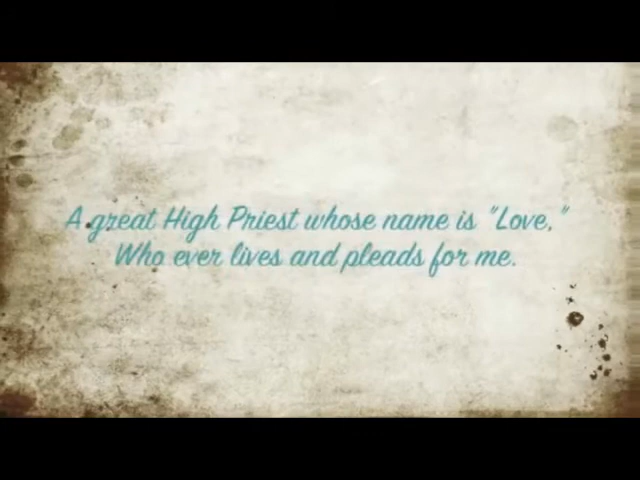 A great High Priest whose name is "Love,"
Who ever lives and pleads for me.